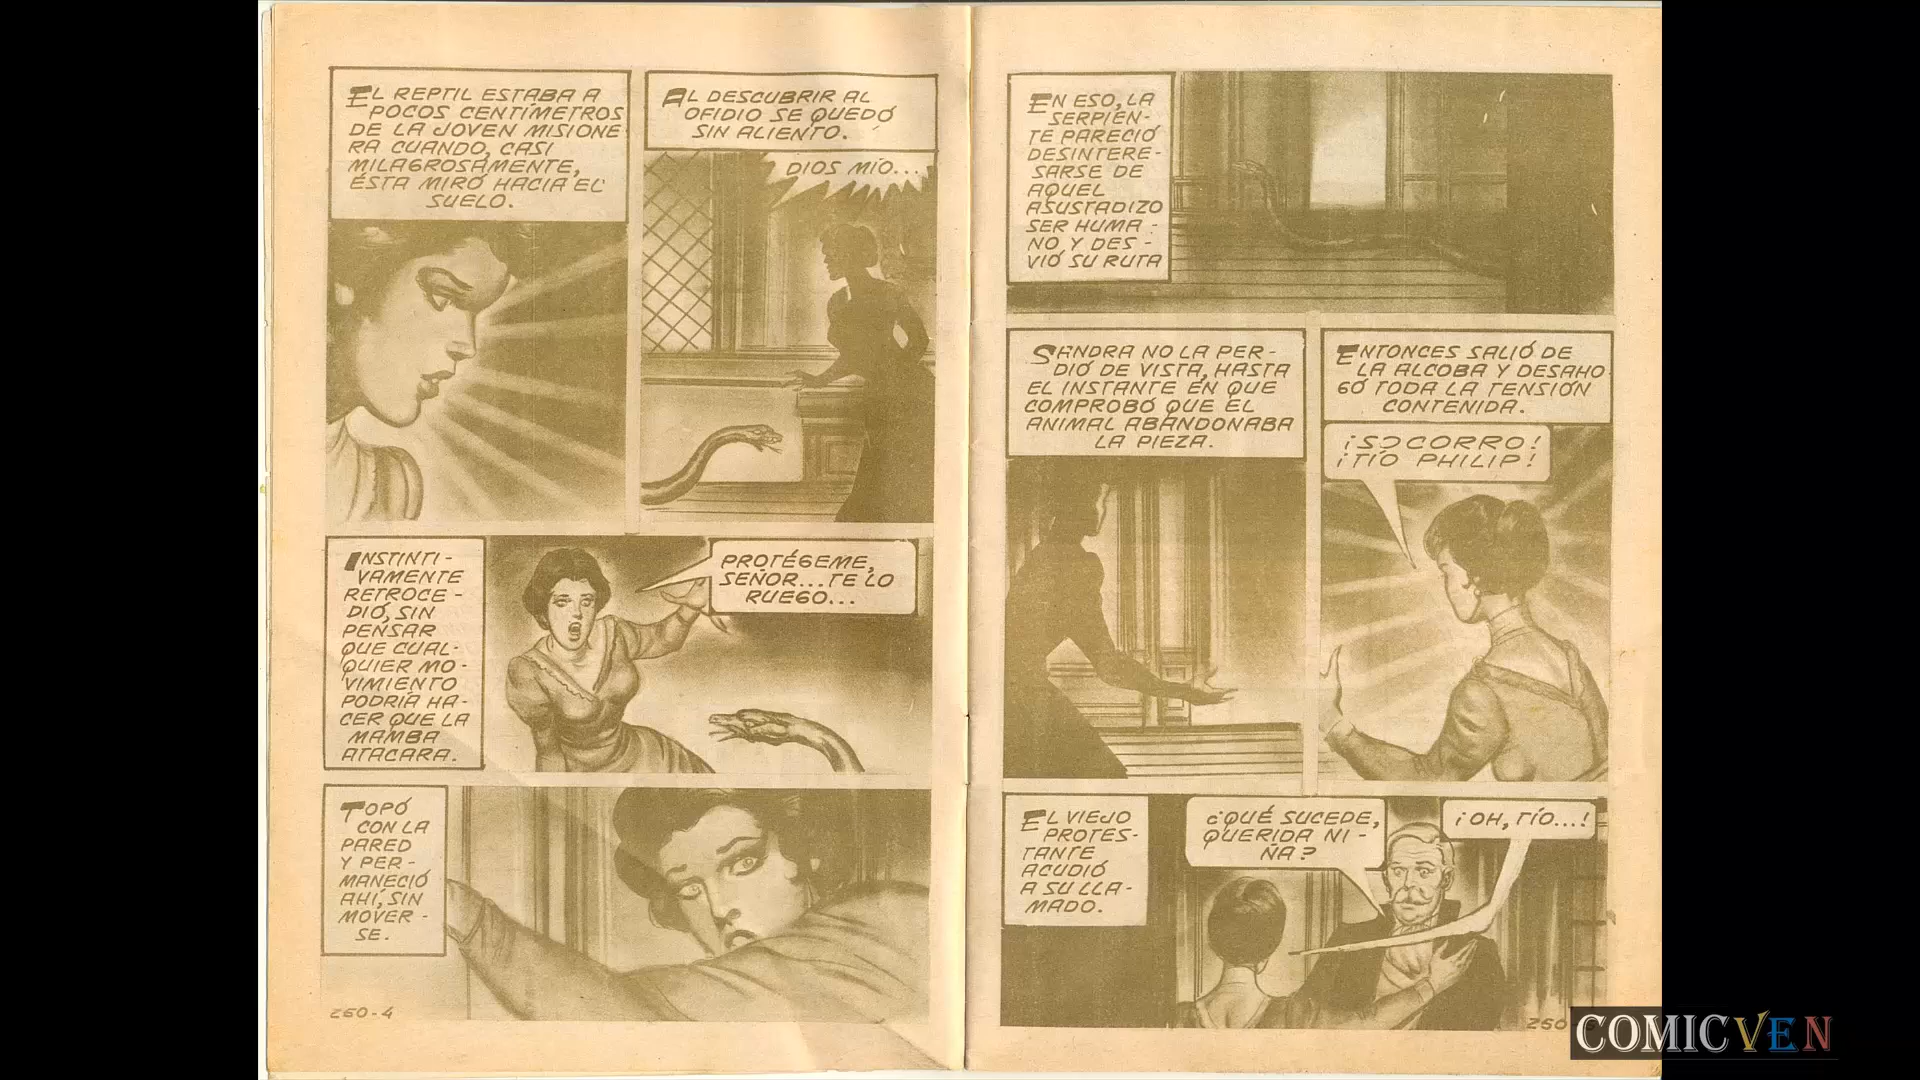 EL REPTIL ESTABA A
POCOS CENTÍMETROS
DE LA JOVEN MISIONE
RA CUANDO, CASI
MILAGROSAMENTE,
ÉSTA MIRÓ HACIA EL
SUELO.
AL DESCUBRIR AL
OFIDIO SE QUEDÓ
SIN ALIENTO.
DIOS MÍO...
INSTINTI-
VAMENTE
RETROCE-
DIÓ, SIN
PENSAR
QUE CUAL-
QUIER MO-
VIMIENTO
PODRÍA HA-
CER QUE LA
MAMBA
ATACARA.
PROTÉGEME,
SEÑOR...TE LO
RUEGO...
TOPÓ
CON LA
PARED
Y PER-
MANECIÓ
AHÍ, SIN
MOVER-
SE.
260-4
EN ESO, LA
SERPIEN-
TE PARECIÓ
DESINTERE-
SARSE DE
AQUEL
ASUSTADIZO
SER HUMA-
NO Y DES-
VIÓ SU RUTA
SANDRA NO LA PER-
DIÓ DE VISTA, HASTA
EL INSTANTE EN QUE
COMPROBÓ QUE EL
ANIMAL ABANDONABA
LA PIEZA.
ENTONCES SALIÓ DE
LA ALCOBA Y DESAHO
GÓ TODA LA TENSIÓN
CONTENIDA.
¡SOCORRO!
¡TÍO PHILIP!
EL VIEJO
PROTES-
TANTE
ACUDIÓ
A SU LLA-
MADO.
¿QUÉ SUCEDE,
QUERIDA NI-
ÑA?
¡OH, TÍO...!
260
COMICVEN